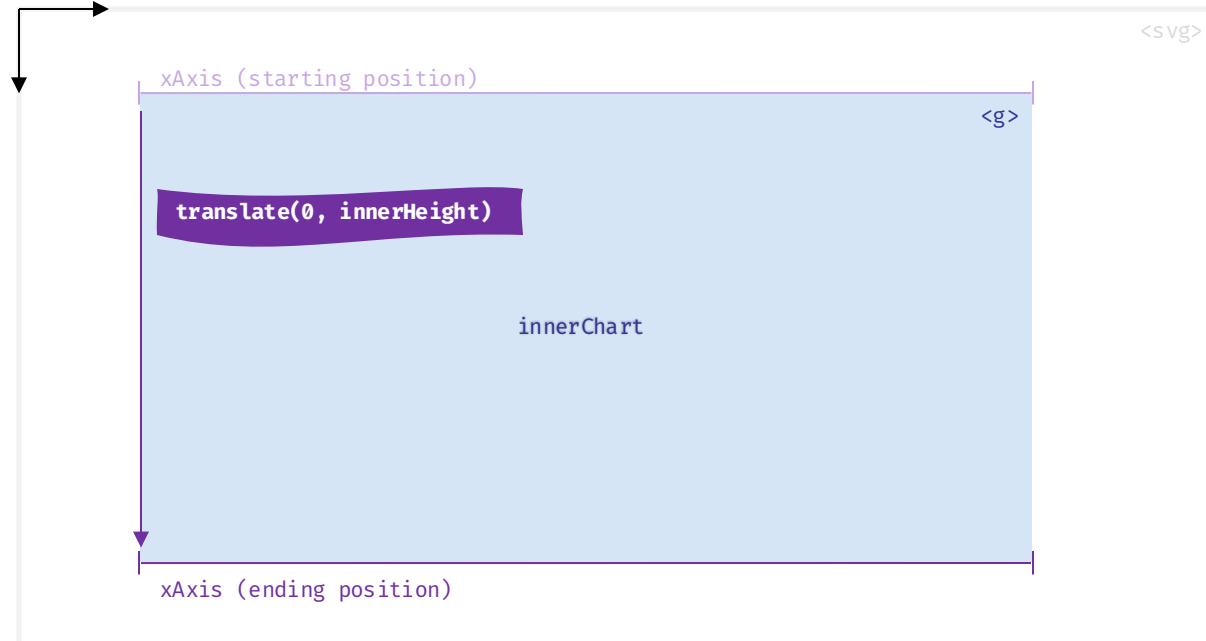 <svg>
xAxis (starting position)
<g>
translate(0, innerHeight)
innerChart
xAxis (ending position)